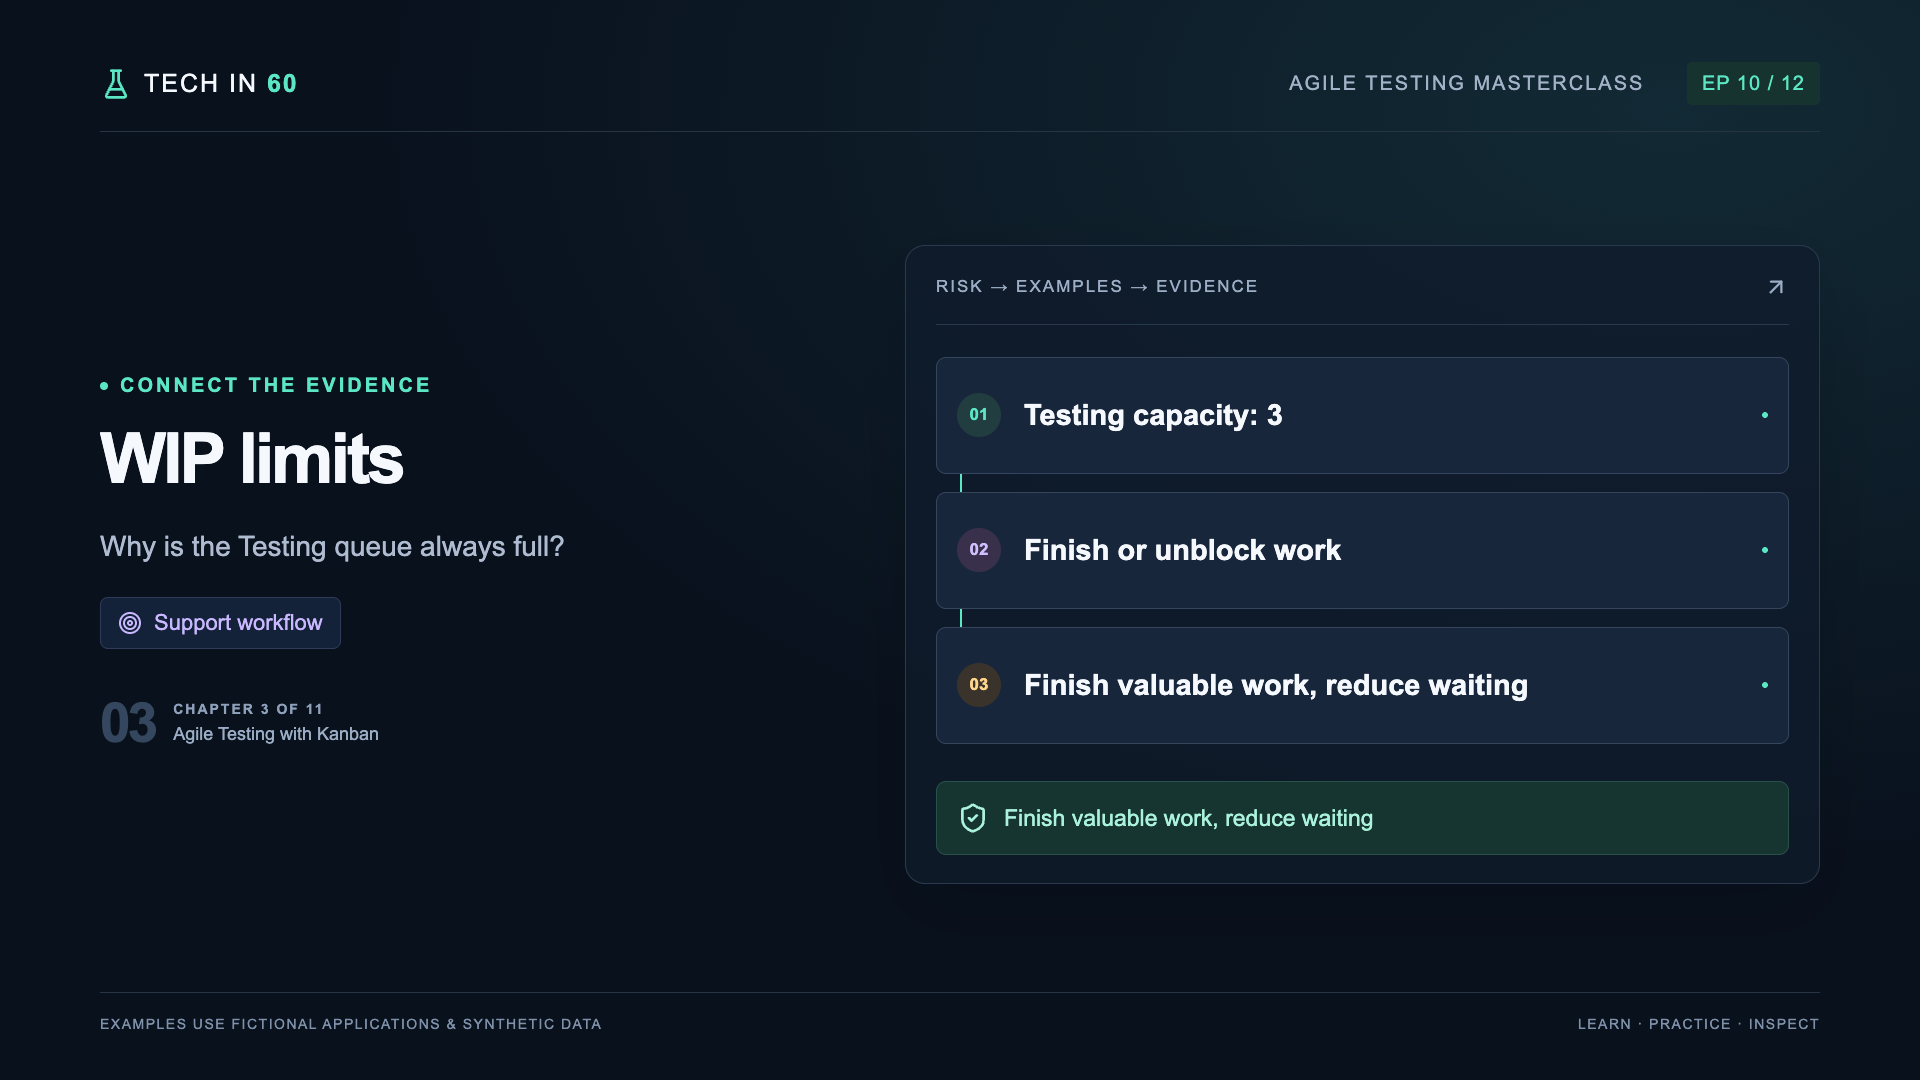 TECH IN 60
AGILE TESTING MASTERCLASS
EP 10 / 12
CONNECT THE EVIDENCE
WIP limits
Why is the Testing queue always full?
Support workflow
03
CHAPTER 3 OF 11
Agile Testing with Kanban
RISK → EXAMPLES → EVIDENCE
01 Testing capacity: 3
02 Finish or unblock work
03 Finish valuable work, reduce waiting
Finish valuable work, reduce waiting
EXAMPLES USE FICTIONAL APPLICATIONS & SYNTHETIC DATA
LEARN · PRACTICE · INSPECT